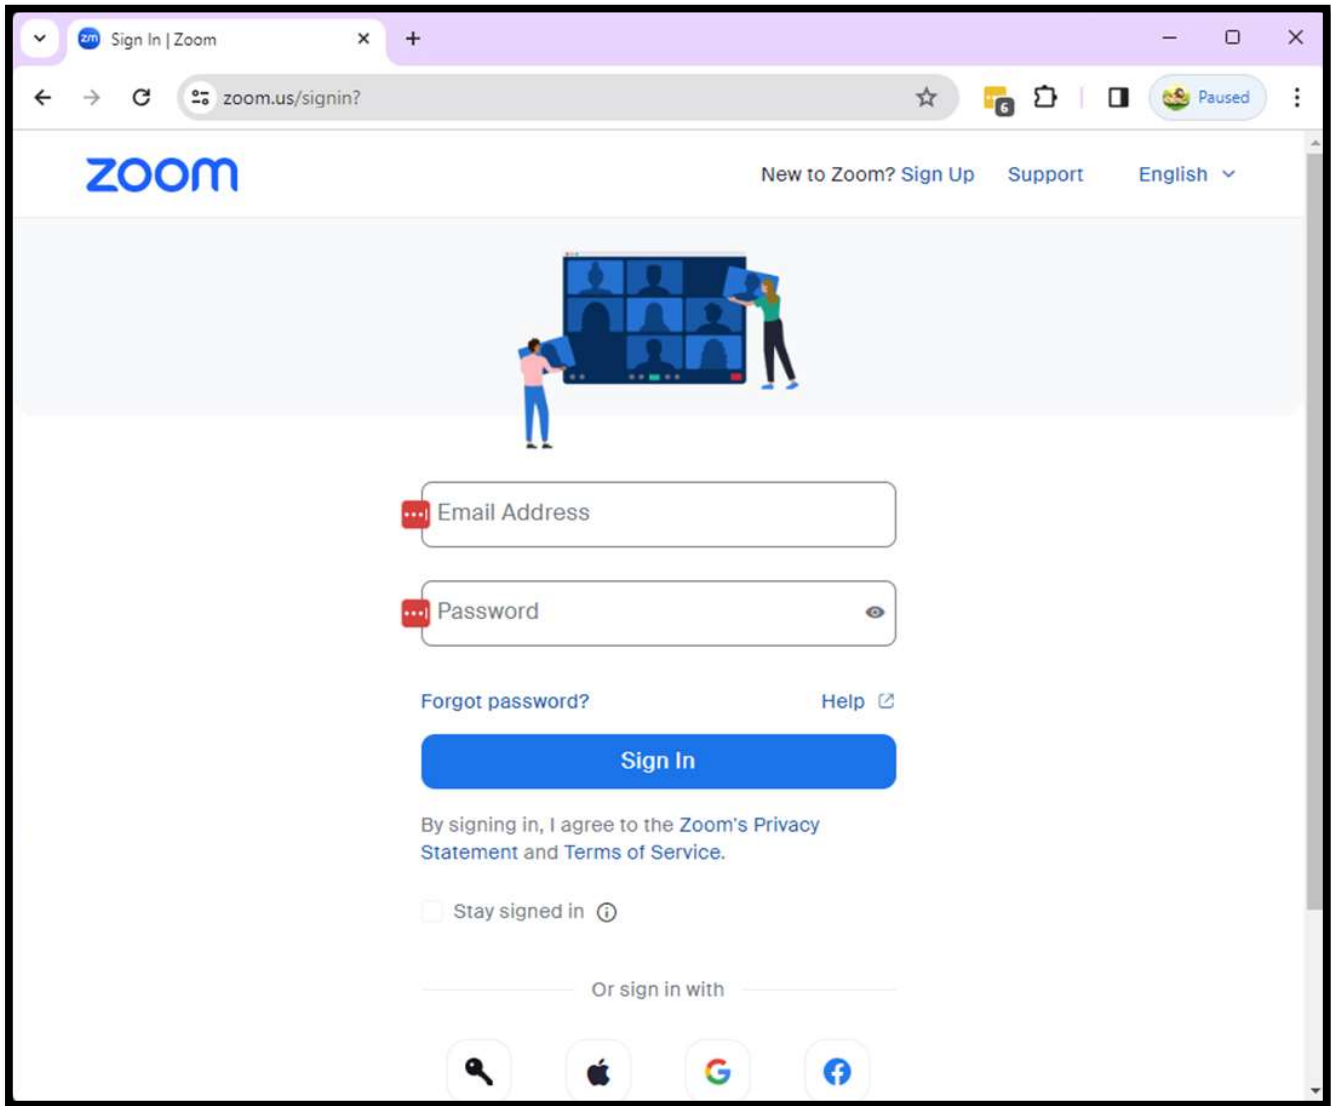 zm Sign In | Zoom
zoom.us/signin?
6
Paused
zoom
New to Zoom? Sign Up Support English
Email Address
Password
Forgot password? Help
Sign In
By signing in, I agree to the Zoom's Privacy
Statement and Terms of Service.
Stay signed in
Or sign in with
G